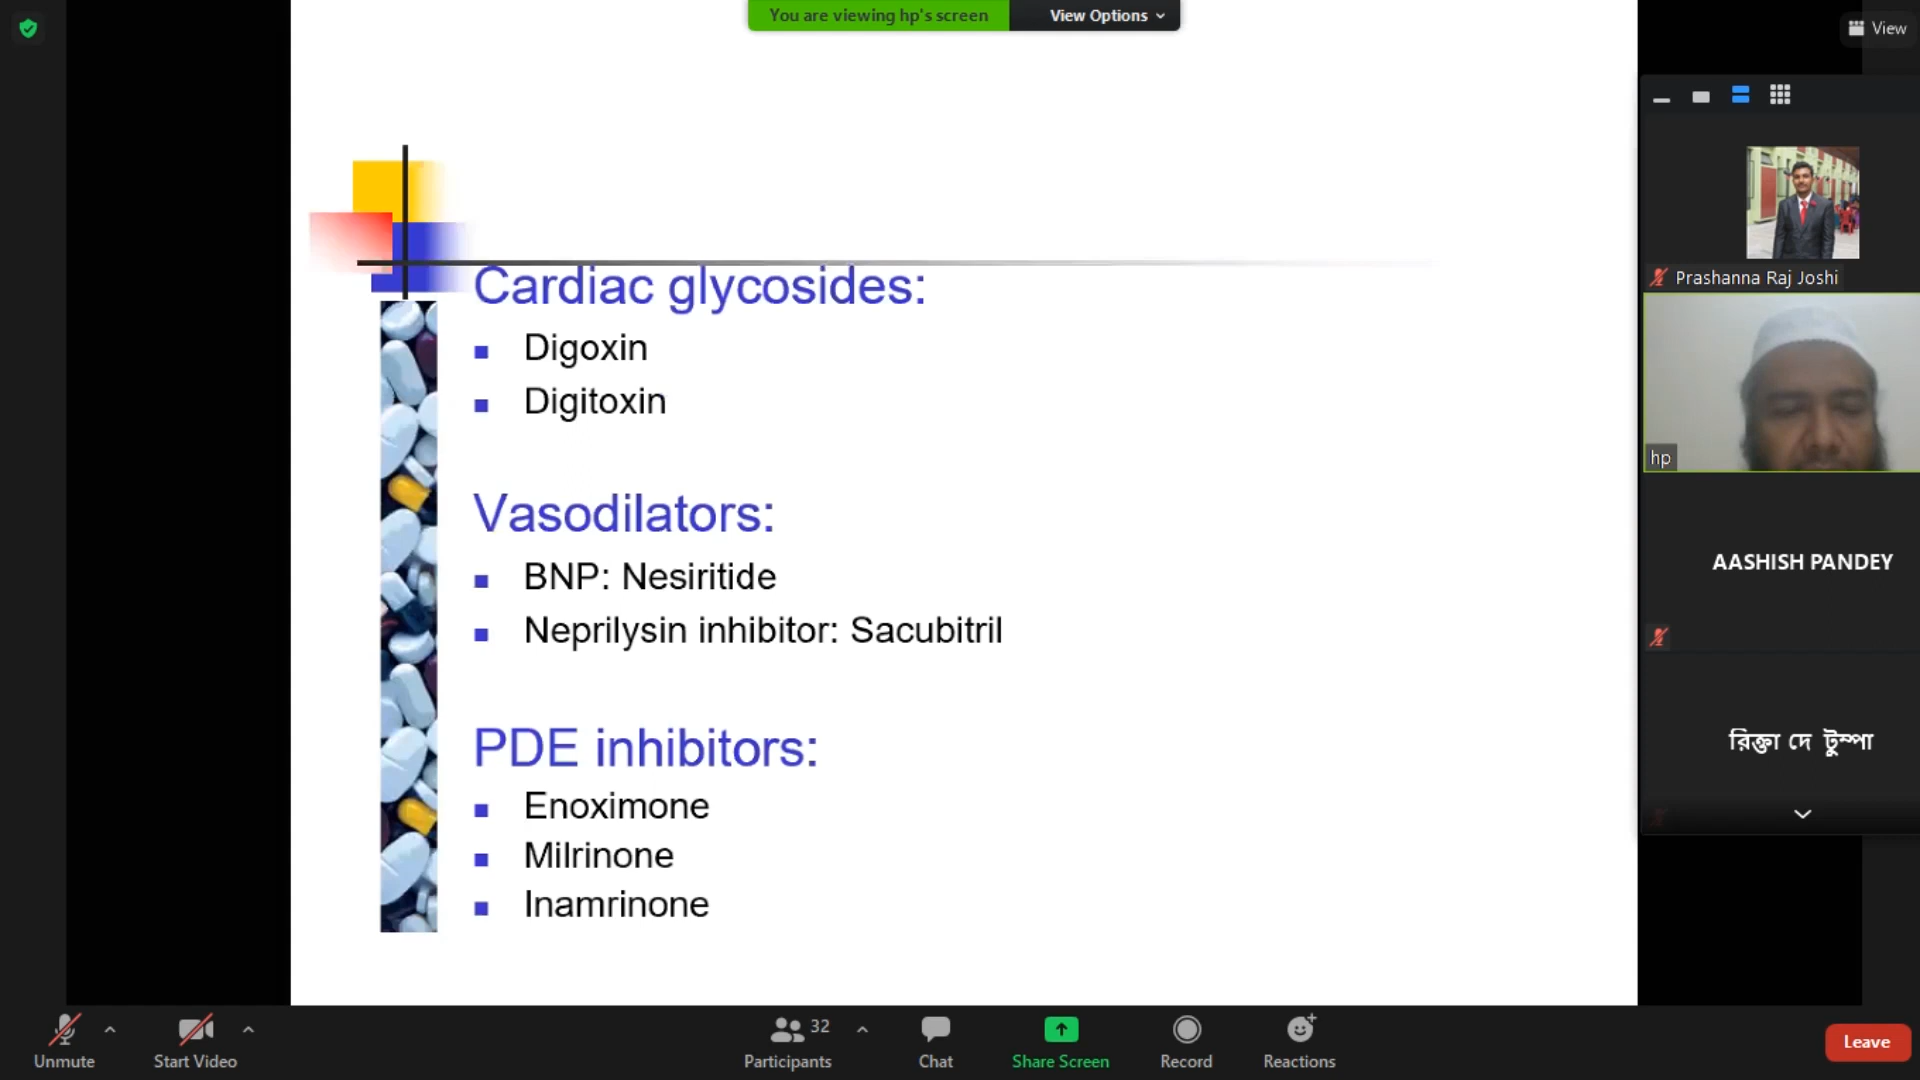 You are viewing hp's screen
View Options
View
Cardiac glycosides:
Digoxin
Digitoxin
Vasodilators:
BNP: Nesiritide
Neprilysin inhibitor: Sacubitril
PDE inhibitors:
Enoximone
Milrinone
Inamrinone
Prashanna Raj Joshi
hp
AASHISH PANDEY
রিক্তা দে টুম্পা
Unmute
Start Video
32
Participants
Chat
Share Screen
Record
Reactions
Leave